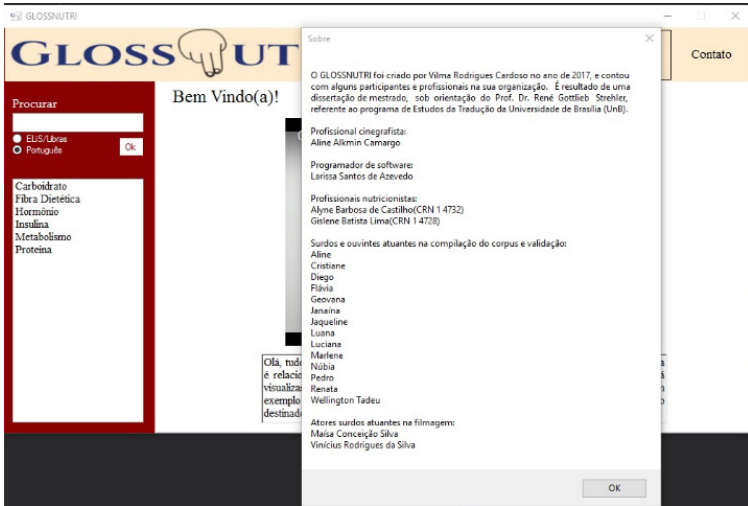 GLOSSNUTRI
GLOSS UT
Contato
Procurar
ELiS/Libras
Português
Ok
Carboidrato
Fibra Dietética
Hormônio
Insulina
Metabolismo
Proteína
Bem Vindo(a)!
Olá, tud
é relacio
visualiza
exemplo
destinad
Sobre
O GLOSSNUTRI foi criado por Vilma Rodrigues Cardoso no ano de 2017, e contou
com alguns participantes e profissionais na sua organização. É resultado de uma
dissertação de mestrado, sob orientação do Prof. Dr. René Gottlieb Strehler,
referente ao programa de Estudos da Tradução da Universidade de Brasília (UnB).
Profissional cinegrafista:
Aline Alkmin Camargo
Programador de software:
Larissa Santos de Azevedo
Profissionais nutricionistas:
Alyne Barbosa de Castilho(CRN 1 4732)
Gislene Batista Lima(CRN 1 4728)
Surdos e ouvintes atuantes na compilação do corpus e validação:
Aline
Cristiane
Diego
Flávia
Geovana
Janaína
Jaqueline
Luana
Luciana
Marlene
Núbia
Pedro
Renata
Wellington Tadeu
Atores surdos atuantes na filmagem:
Maísa Conceição Silva
Vinícius Rodrigues da Silva
OK